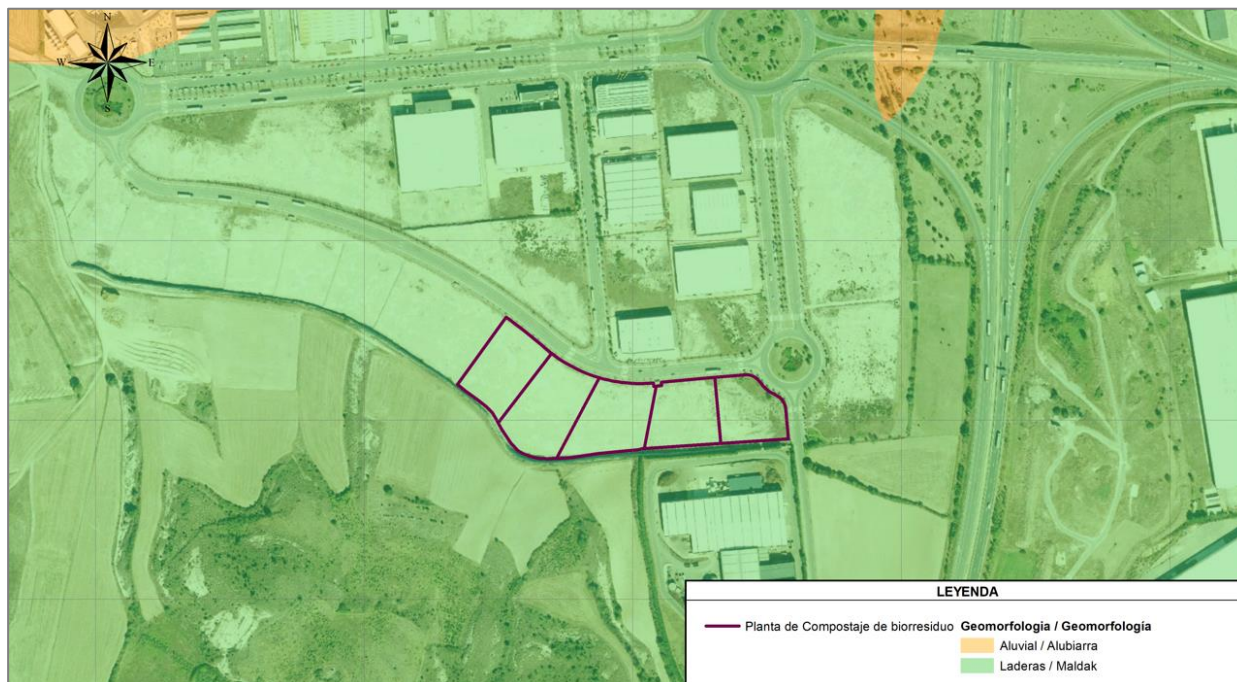 N
W E
S
LEYENDA
Planta de Compostaje de biorresiduo
Geomorfologia / Geomorfología
Aluvial / Alubiarra
Laderas / Maldak